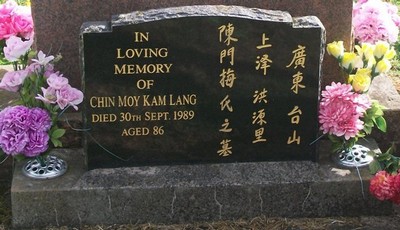 IN
LOVING
MEMORY
OF
CHIN MOY KAM LANG
DIED 30TH SEPT. 1989
AGED 86
廣東台山
上澤洪源里
陳門梅氏之墓